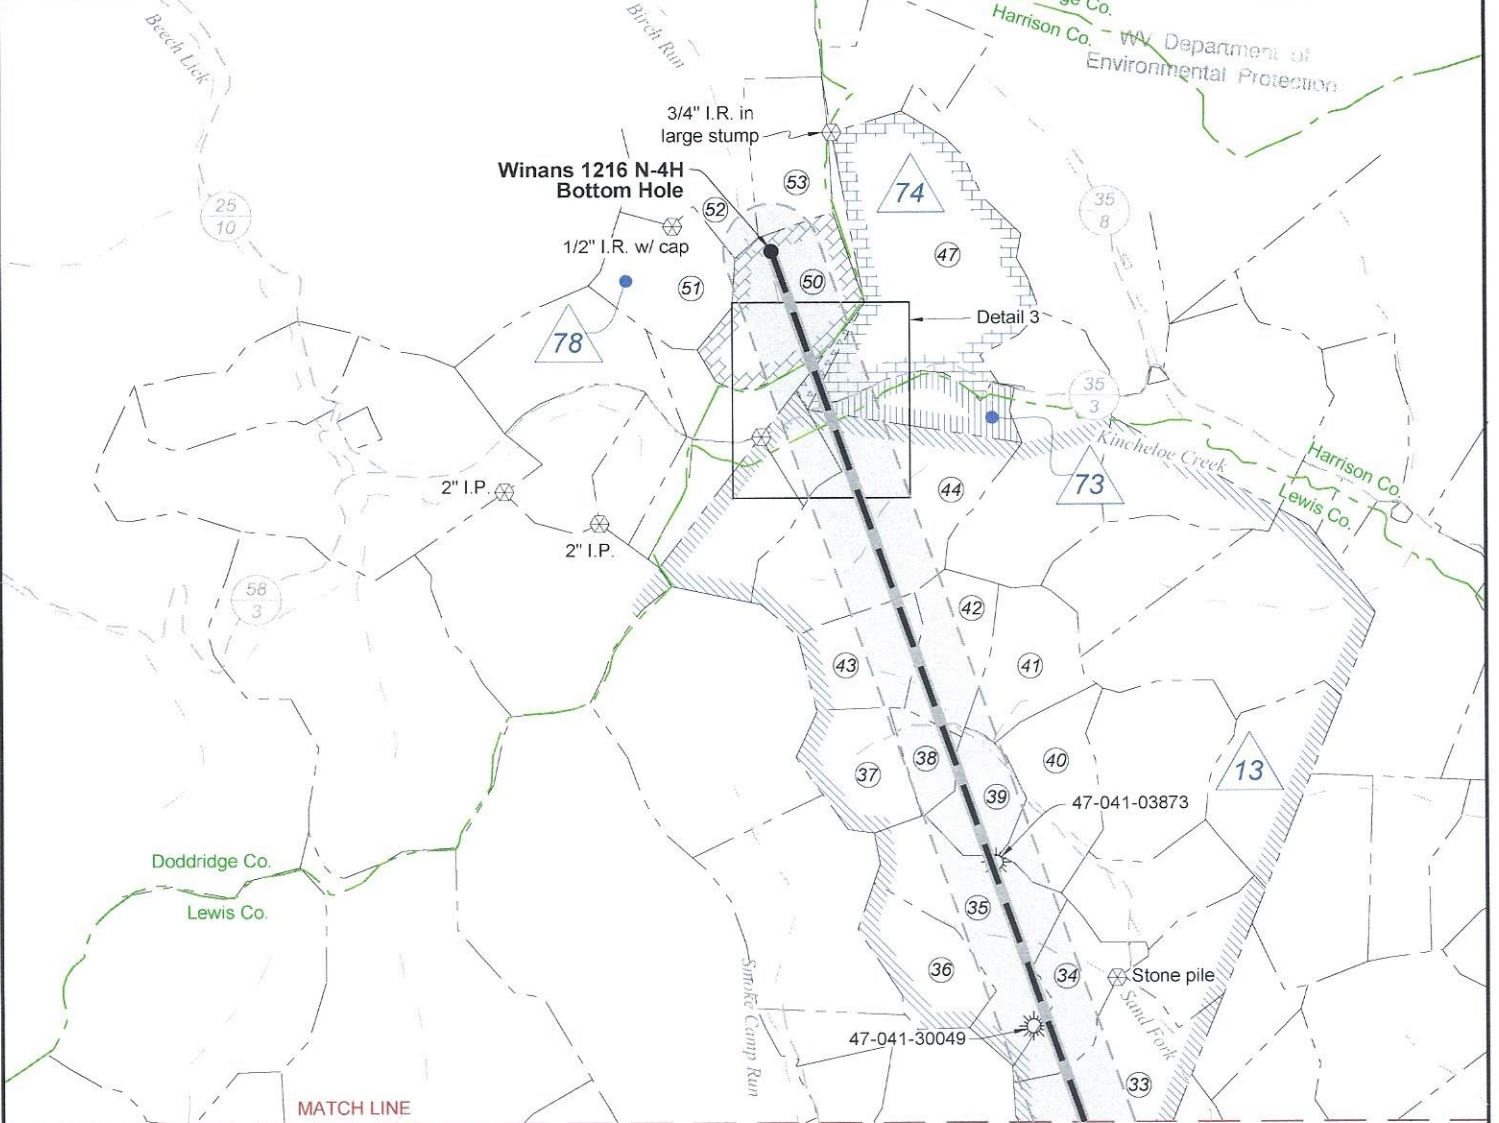 Beech Lick
Birch Run
ge Co.
Harrison Co.
WV Department of
Environmental Protection
3/4" I.R. in
large stump
Winans 1216 N-4H
Bottom Hole
53
52
74
25
10
35
8
1/2" I.R. w/ cap
47
51
50
Detail 3
78
35
3
Kincheloe Creek
Harrison Co.
Lewis Co.
2" I.P.
44
73
2" I.P.
58
3
42
43
41
37
38
40
13
39
47-041-03873
Doddridge Co.
Lewis Co.
35
36
34
Stone pile
Smoke Camp Run
Sand Fork
47-041-30049
33
MATCH LINE